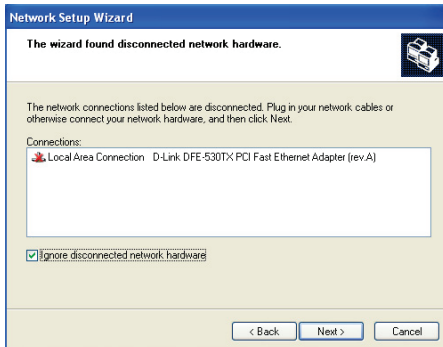 Network Setup Wizard
The wizard found disconnected network hardware.
The network connections listed below are disconnected. Plug in your network cables or
otherwise connect your network hardware, and then click Next.
Connections:
Local Area Connection D-Link DFE-530TX PCI Fast Ethernet Adapter (rev.A)
Ignore disconnected network hardware
< Back Next > Cancel